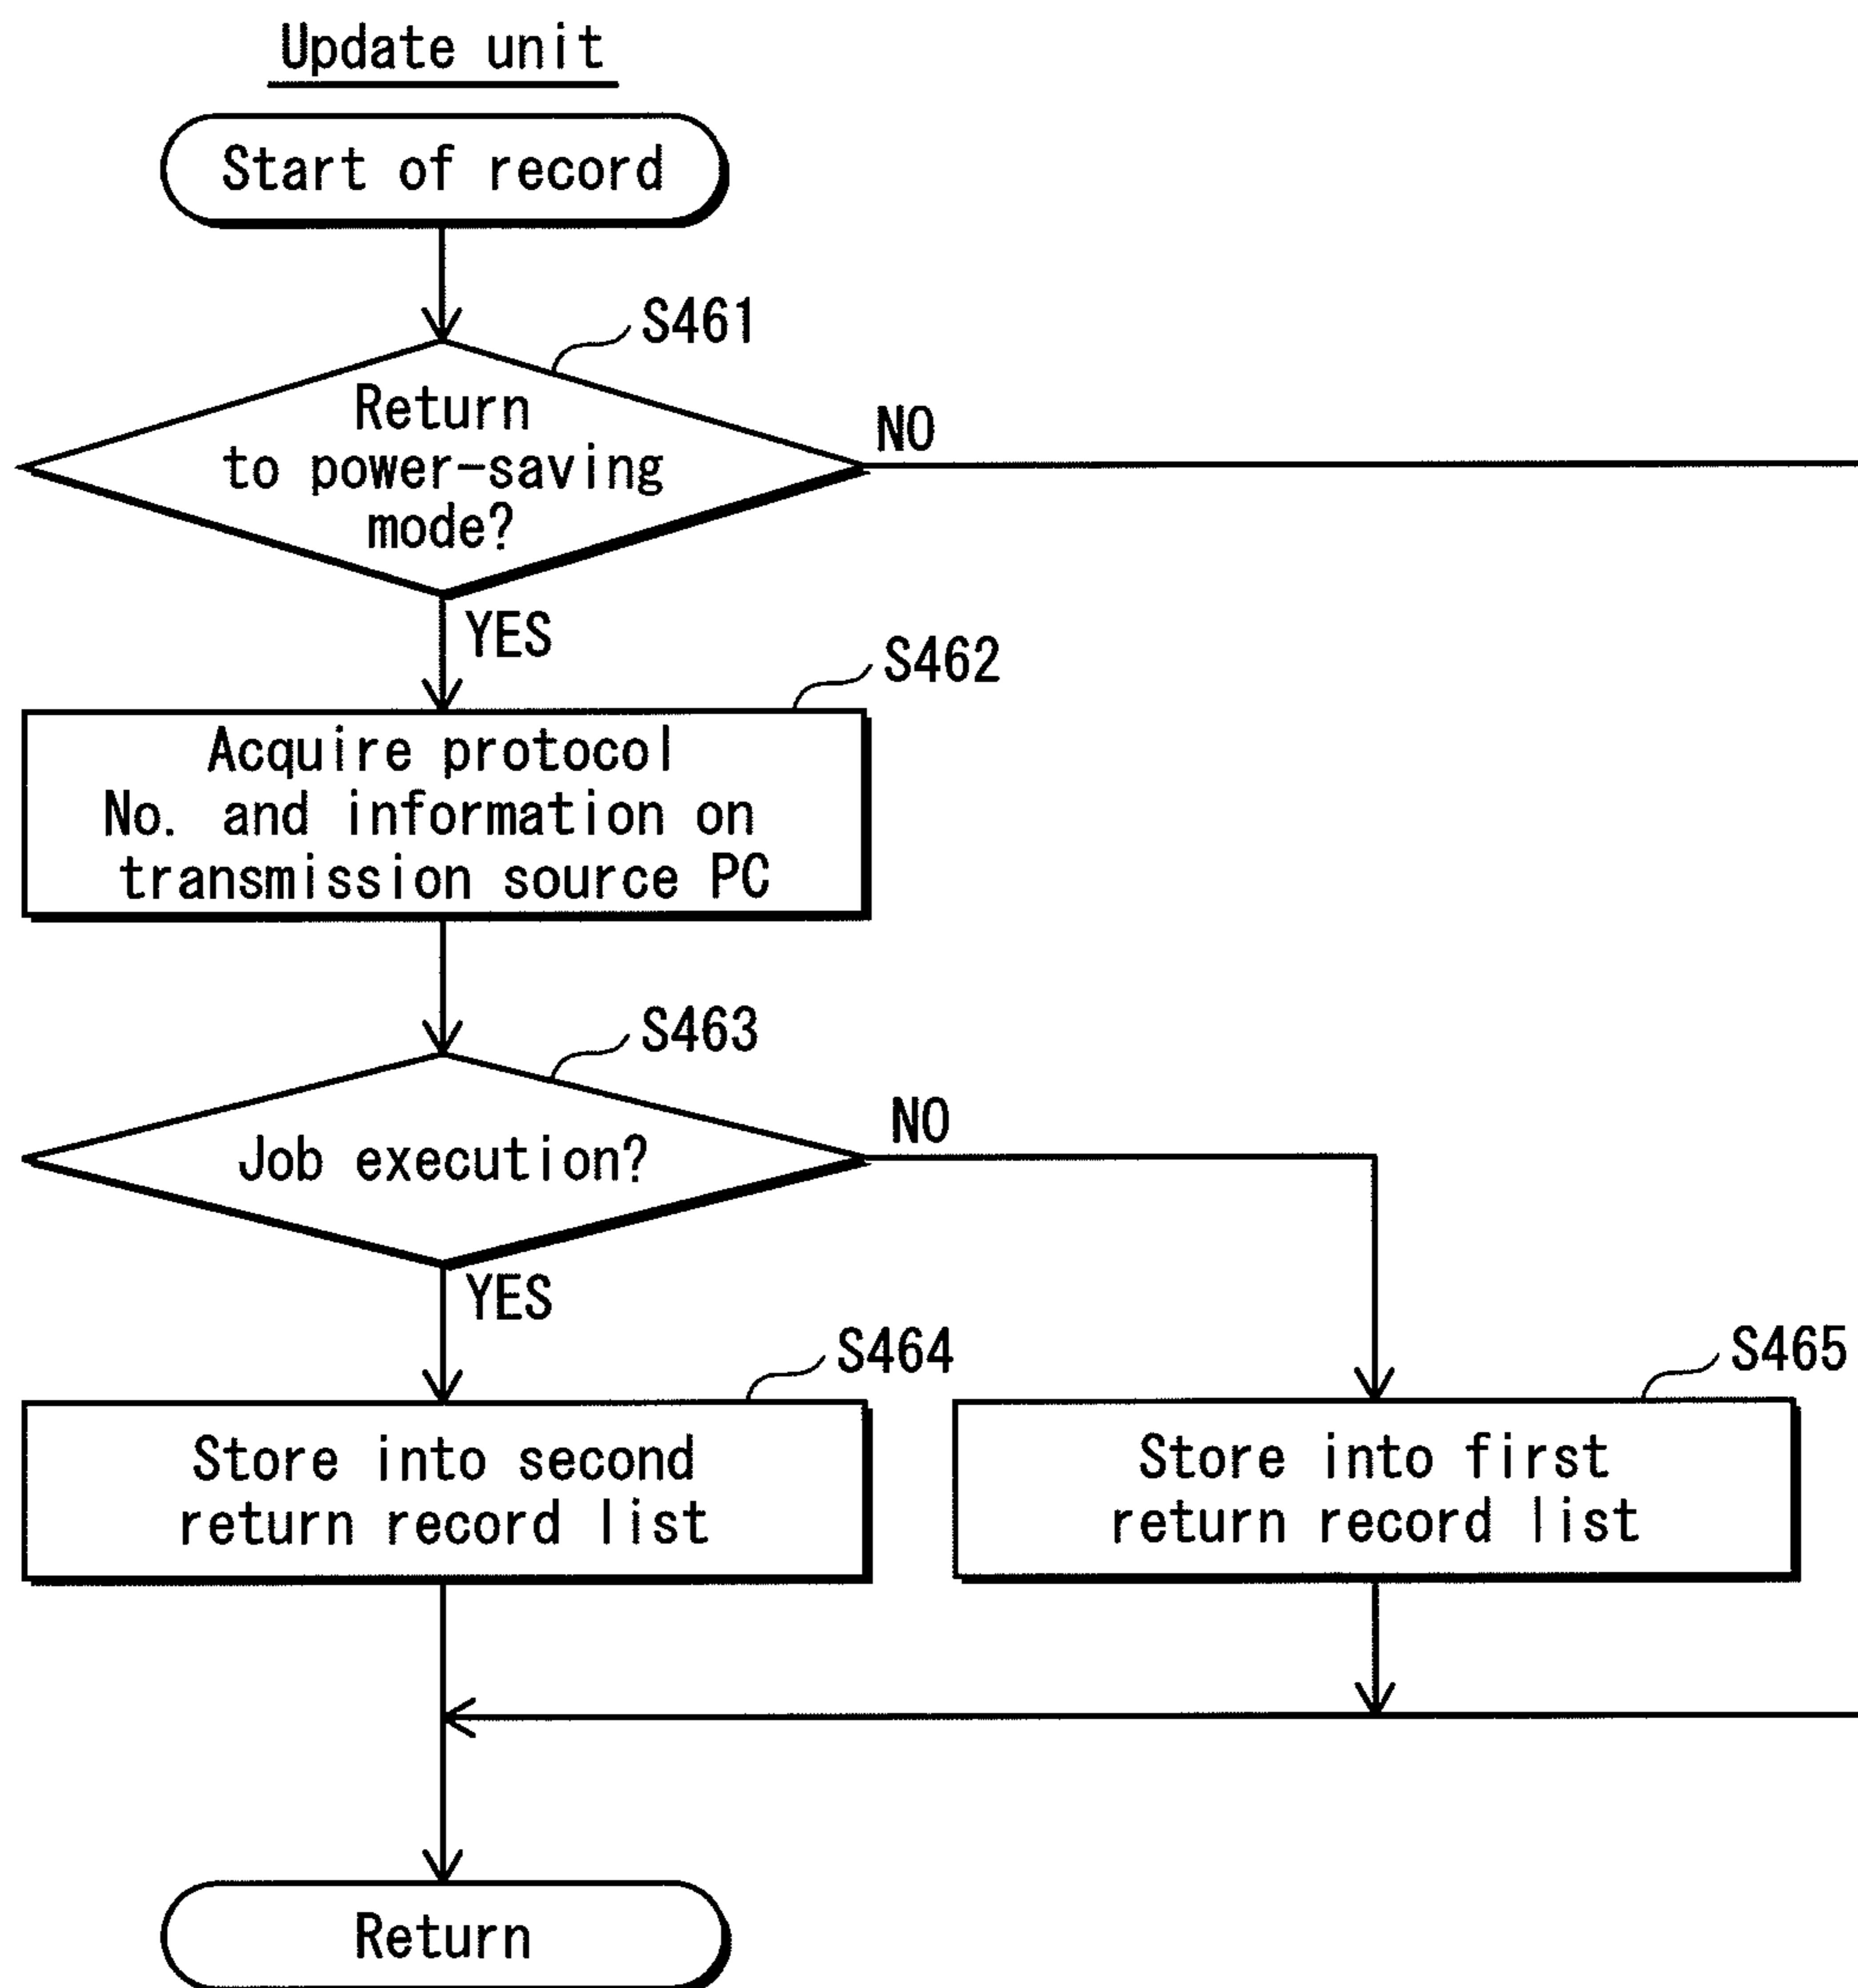 Update unit
Start of record
S461
Return
to power-saving
mode?
NO
YES
S462
Acquire protocol
No. and information on
transmission source PC
S463
Job execution?
NO
YES
S464
Store into second
return record list
S465
Store into first
return record list
Return